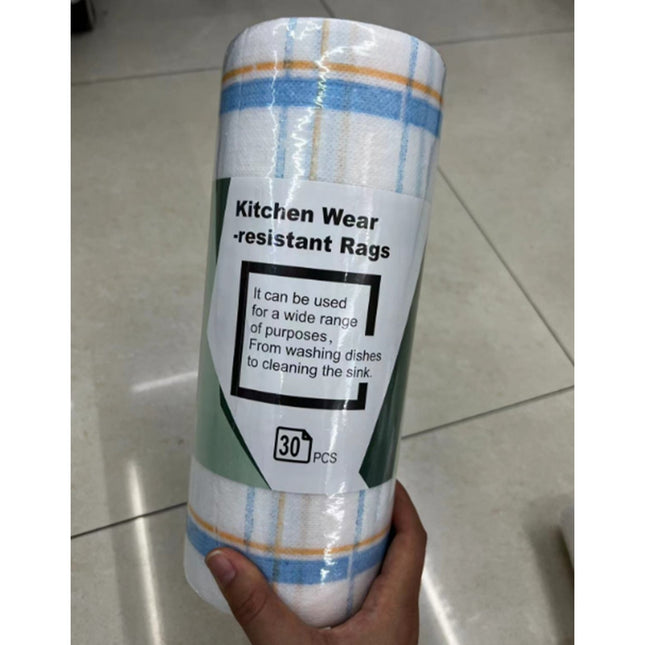 Kitchen Wear
-resistant Rags
It can be used
for a wide range
of purposes,
From washing dishes
to cleaning the sink.
30 PCS